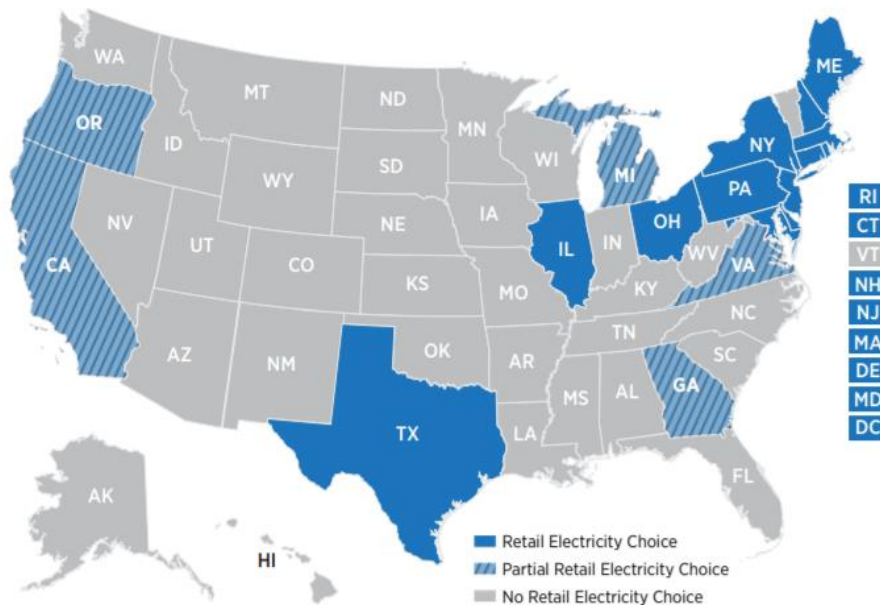 WA
MT
ND
MN
ME
OR
ID
SD
WI
MI
NY
WY
IA
PA
NV
NE
IL
IN
OH
UT
CO
KS
MO
KY
WV
VA
CA
AZ
NM
OK
AR
TN
NC
SC
MS
AL
GA
TX
LA
FL
AK
HI
RI
CT
VT
NH
NJ
MA
DE
MD
DC
Retail Electricity Choice
Partial Retail Electricity Choice
No Retail Electricity Choice